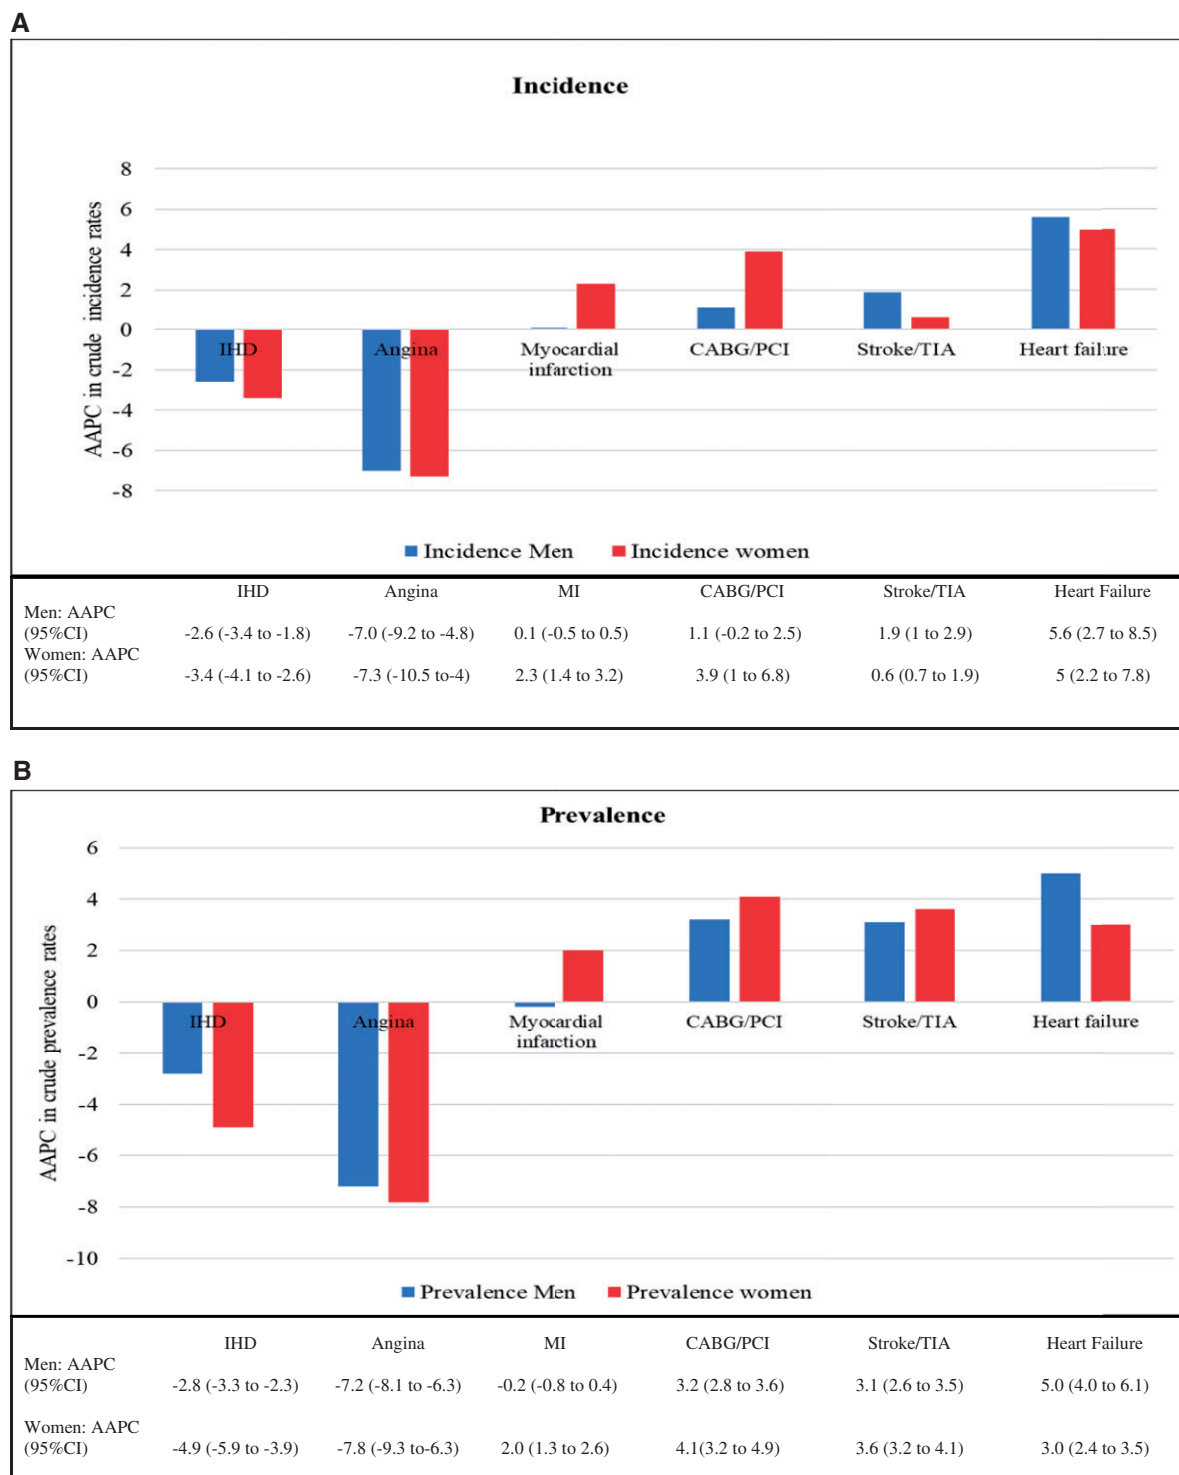 A
Incidence
8
6
4
2
0
-2
-4
-6
-8
AAPC in crude incidence rates
IHD
Angina
Myocardial
infarction
CABG/PCI
Stroke/TIA
Heart failure
Incidence Men
Incidence women
IHD Angina MI CABG/PCI Stroke/TIA Heart Failure
Men: AAPC
(95%CI) -2.6 (-3.4 to -1.8) -7.0 (-9.2 to -4.8) 0.1 (-0.5 to 0.5) 1.1 (-0.2 to 2.5) 1.9 (1 to 2.9) 5.6 (2.7 to 8.5)
Women: AAPC
(95%CI) -3.4 (-4.1 to -2.6) -7.3 (-10.5 to-4) 2.3 (1.4 to 3.2) 3.9 (1 to 6.8) 0.6 (0.7 to 1.9) 5 (2.2 to 7.8)
B
Prevalence
6
4
2
0
-2
-4
-6
-8
-10
AAPC in crude prevalence rates
IHD
Angina
Myocardial
infarction
CABG/PCI
Stroke/TIA
Heart failure
Prevalence Men
Prevalence women
IHD Angina MI CABG/PCI Stroke/TIA Heart Failure
Men: AAPC
(95%CI) -2.8 (-3.3 to -2.3) -7.2 (-8.1 to -6.3) -0.2 (-0.8 to 0.4) 3.2 (2.8 to 3.6) 3.1 (2.6 to 3.5) 5.0 (4.0 to 6.1)
Women: AAPC
(95%CI) -4.9 (-5.9 to -3.9) -7.8 (-9.3 to-6.3) 2.0 (1.3 to 2.6) 4.1(3.2 to 4.9) 3.6 (3.2 to 4.1) 3.0 (2.4 to 3.5)